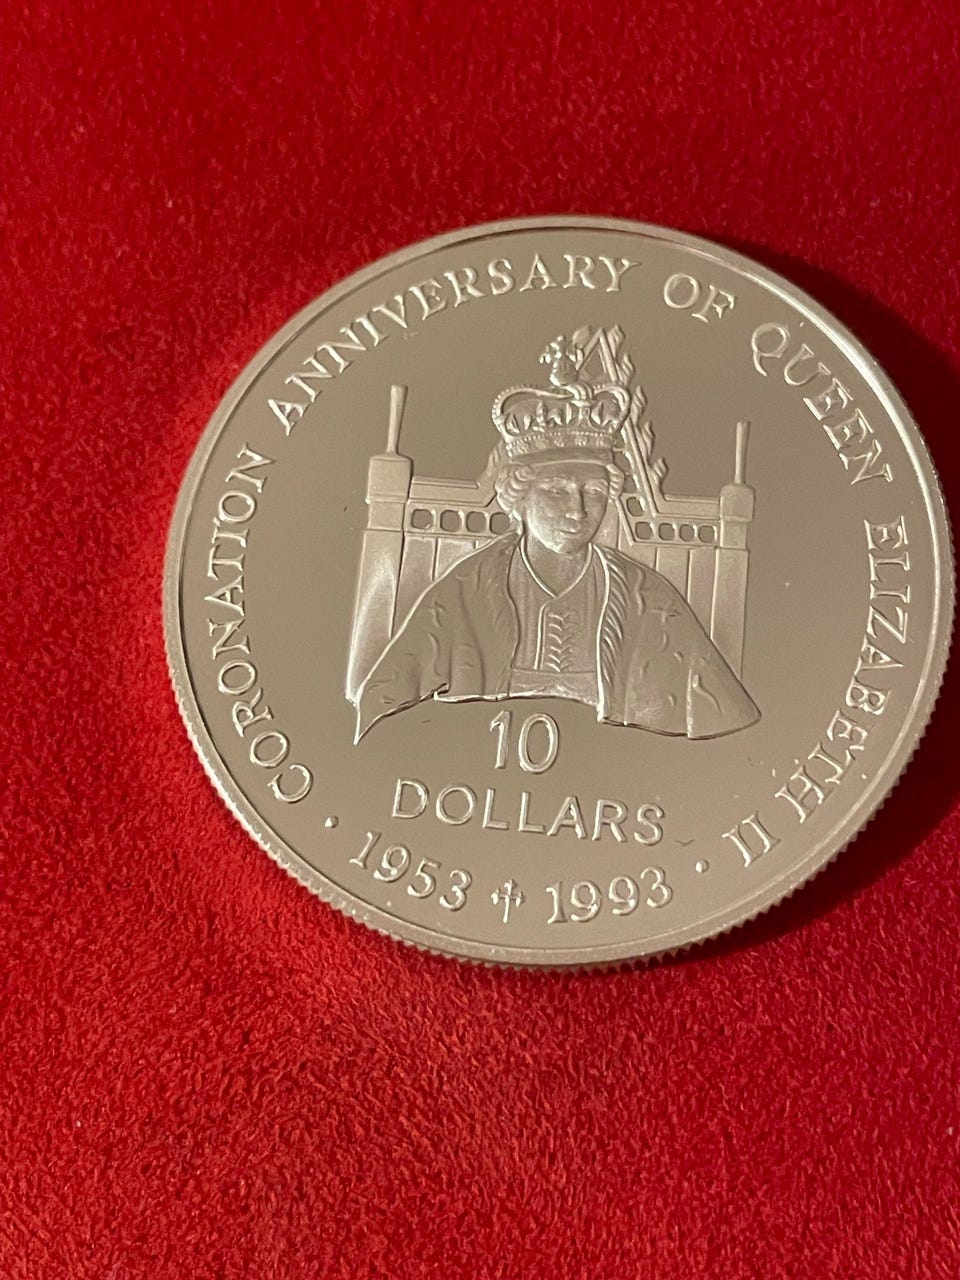 CORONATION ANNIVERSARY OF QUEEN ELIZABETH II
10
DOLLARS
· 1953 ✝ 1993 ·